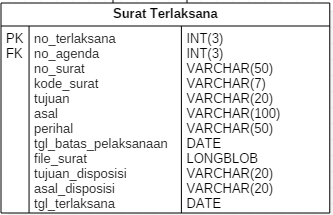 Surat Terlaksana
PK no_terlaksana INT(3)
FK no_agenda INT(3)
no_surat VARCHAR(50)
kode_surat VARCHAR(7)
tujuan VARCHAR(20)
asal VARCHAR(100)
perihal VARCHAR(50)
tgl_batas_pelaksanaan DATE
file_surat LONGBLOB
tujuan_disposisi VARCHAR(20)
asal_disposisi VARCHAR(20)
tgl_terlaksana DATE